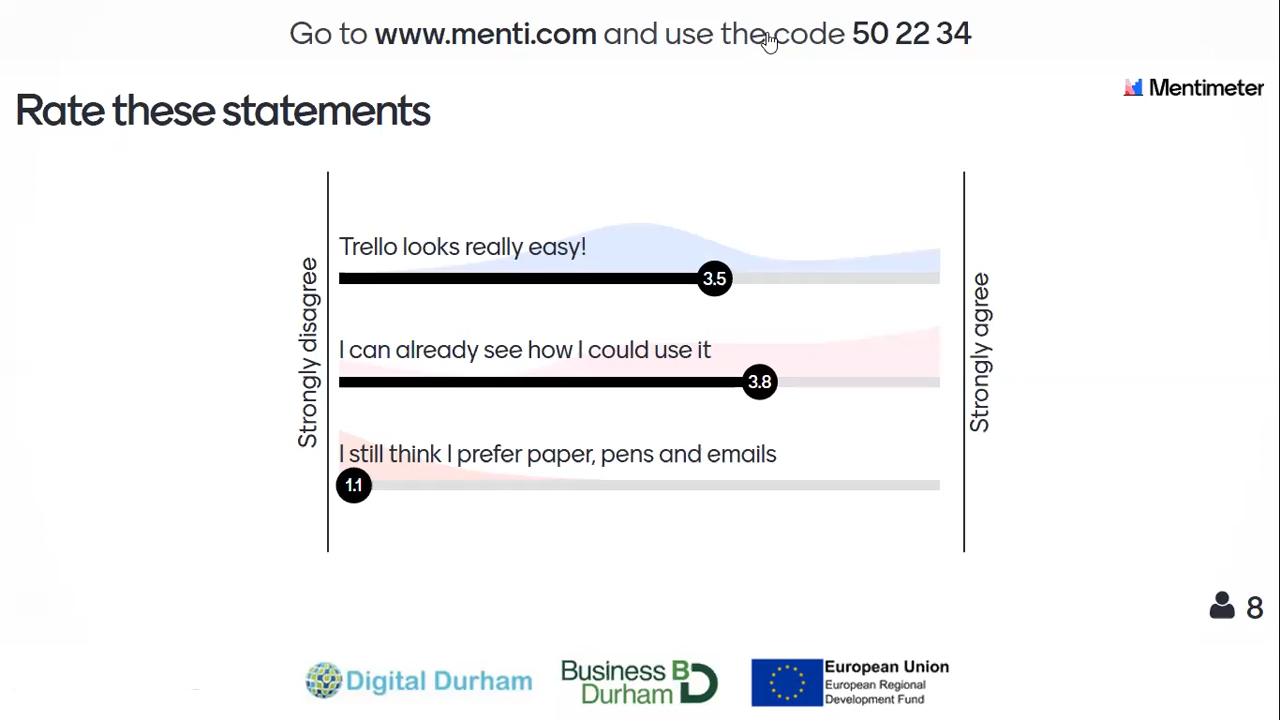 Go to www.menti.com and use the code 50 22 34
Mentimeter
Rate these statements
Strongly disagree
Trello looks really easy!
3.5
I can already see how I could use it
3.8
I still think I prefer paper, pens and emails
1.1
Strongly agree
8
Digital Durham
Business
Durham
BD
European Union
European Regional
Development Fund